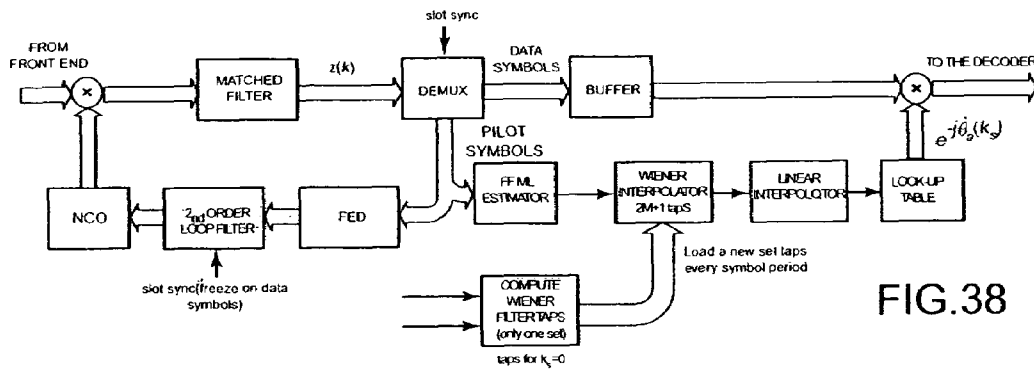 slot sync
FROM
FRONT END
MATCHED
FILTER
z(k)
DEMUX
DATA
SYMBOLS
BUFFER
TO THE DECODER
PILOT
SYMBOLS
e^-jθ̂a(ks)
NCO
2nd ORDER
LOOP FILTER
FED
FF ML
ESTIMATOR
WIENER
INTERPOLATOR
2M+1 tapS
LINEAR
INTERPOLQTOR
LOOK-UP
TABLE
slot sync(freeze on data
symbols)
Load a new set taps
every symbol period
COMPUTE
WIENER
FILTER TAPS
(only one set)
taps for ks=0
FIG.38